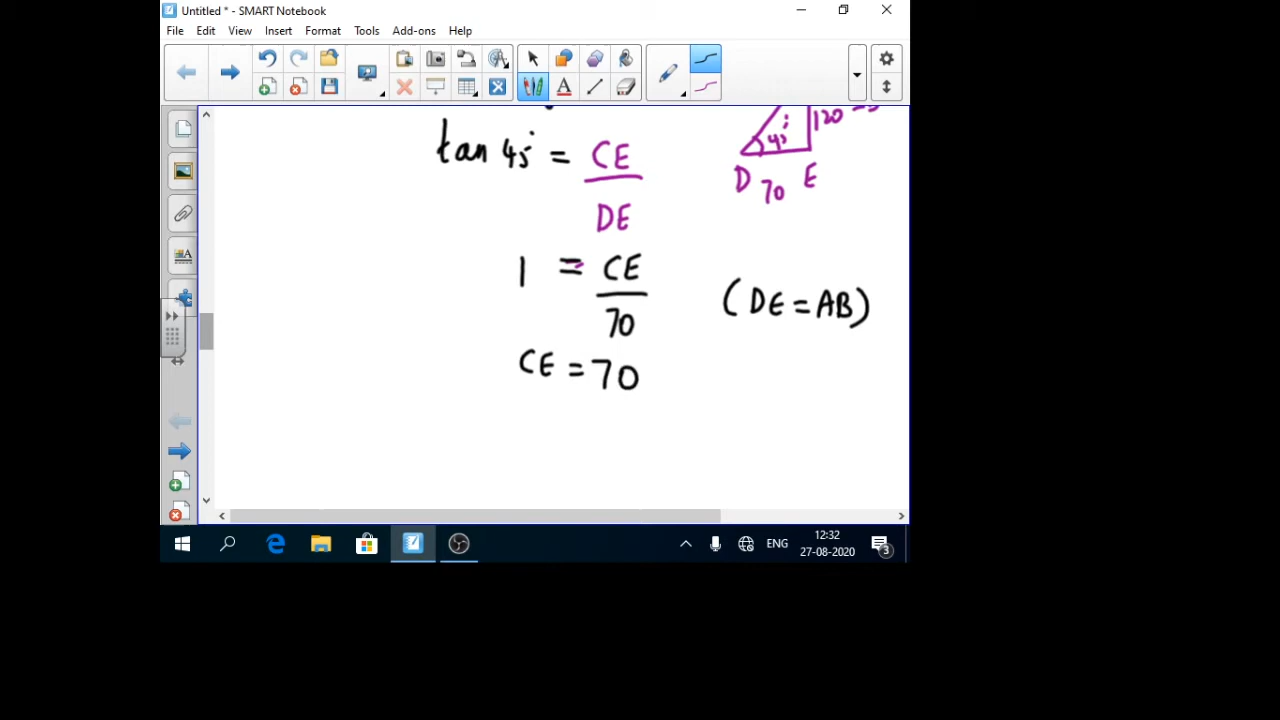 Untitled * - SMART Notebook
File Edit View Insert Format Tools Add-ons Help
tan 45° = CE
DE
45
D 70 E
1 = CE
70
(DE = AB)
CE = 70
ENG
12:32
27-08-2020
3